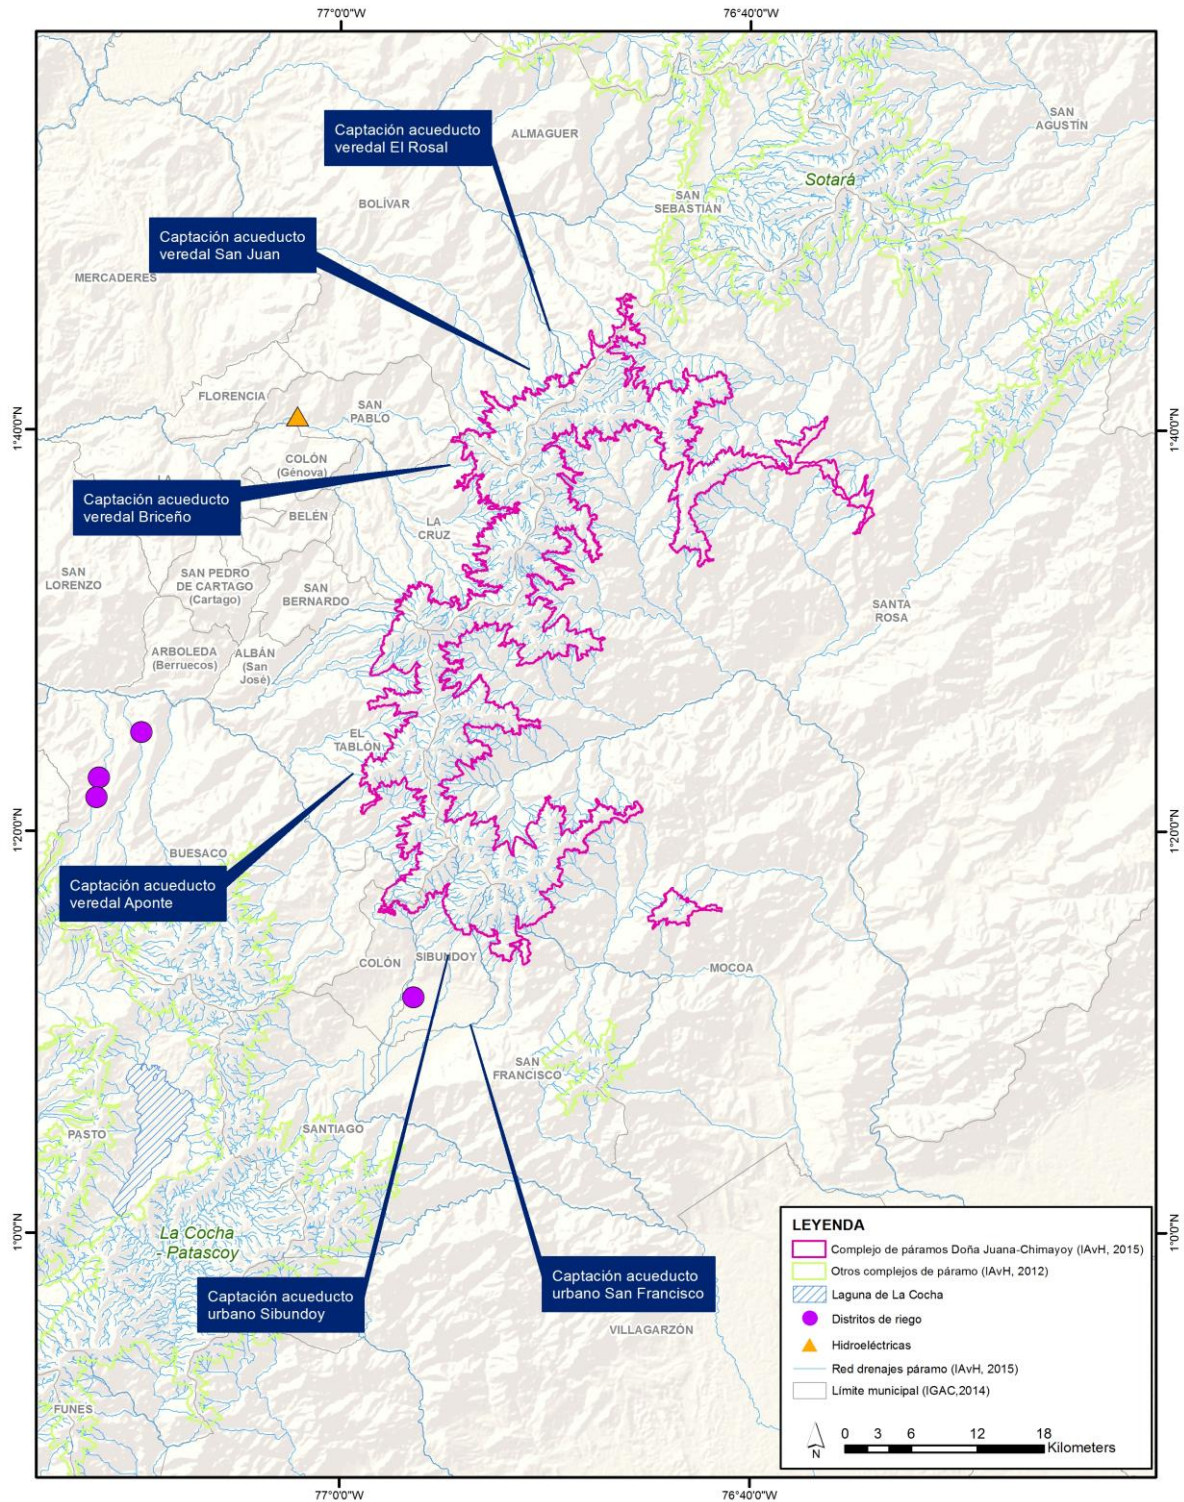 77°0'0"W
76°40'0"W
SAN
AGUSTÍN
Captación acueducto
veredal El Rosal
ALMAGUER
Sotará
SAN
SEBASTIÁN
BOLÍVAR
Captación acueducto
veredal San Juan
MERCADERES
FLORENCIA
SAN
PABLO
1°40'0"N
1°40'0"N
COLÓN
(Génova)
LA
Captación acueducto
veredal Briceño
BELÉN
LA
CRUZ
SAN
LORENZO
SAN PEDRO
DE CARTAGO
(Cartago)
SAN
BERNARDO
SANTA
ROSA
ARBOLEDA
(Berruecos)
ALBÁN
(San
José)
EL
TABLÓN
1°20'0"N
1°20'0"N
BUESACO
Captación acueducto
veredal Aponte
COLÓN
SIBUNDOY
MOCOA
SAN
FRANCISCO
PASTO
SANTIAGO
La Cocha
- Patascoy
1°0'0"N
1°0'0"N
Captación acueducto
urbano Sibundoy
Captación acueducto
urbano San Francisco
VILLAGARZÓN
FUNES
LEYENDA
Complejo de páramos Doña Juana-Chimayoy (IAvH, 2015)
Otros complejos de páramo (IAvH, 2012)
Laguna de La Cocha
Distritos de riego
Hidroeléctricas
Red drenajes páramo (IAvH, 2015)
Límite municipal (IGAC,2014)
N
0 3 6 12 18
Kilometers
77°0'0"W
76°40'0"W